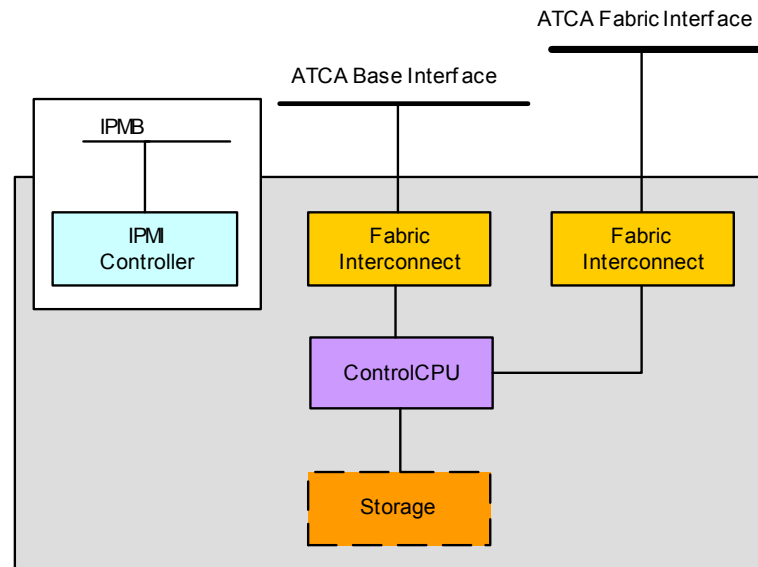 ATCA Fabric Interface
ATCA Base Interface
IPMB
IPMI
Controller
Fabric
Interconnect
Fabric
Interconnect
ControlCPU
Storage